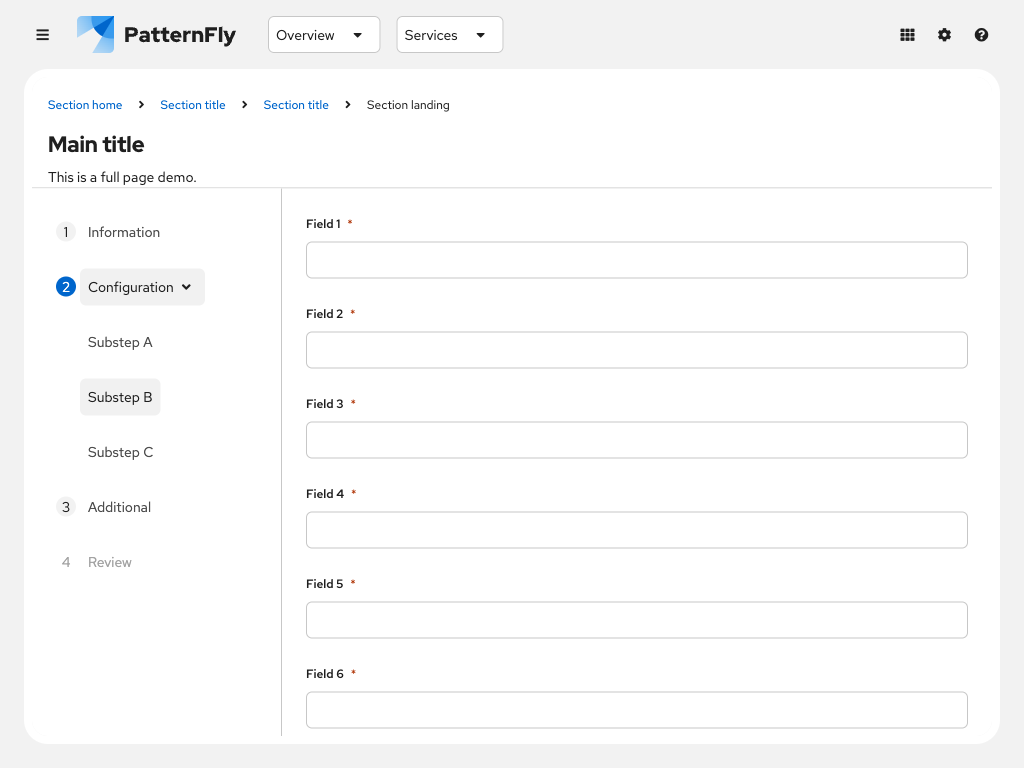 PatternFly Overview Services
Section home Section title Section title Section landing
Main title
This is a full page demo.
1 Information
2 Configuration
Substep A
Substep B
Substep C
3 Additional
4 Review
Field 1 *
Field 2 *
Field 3 *
Field 4 *
Field 5 *
Field 6 *